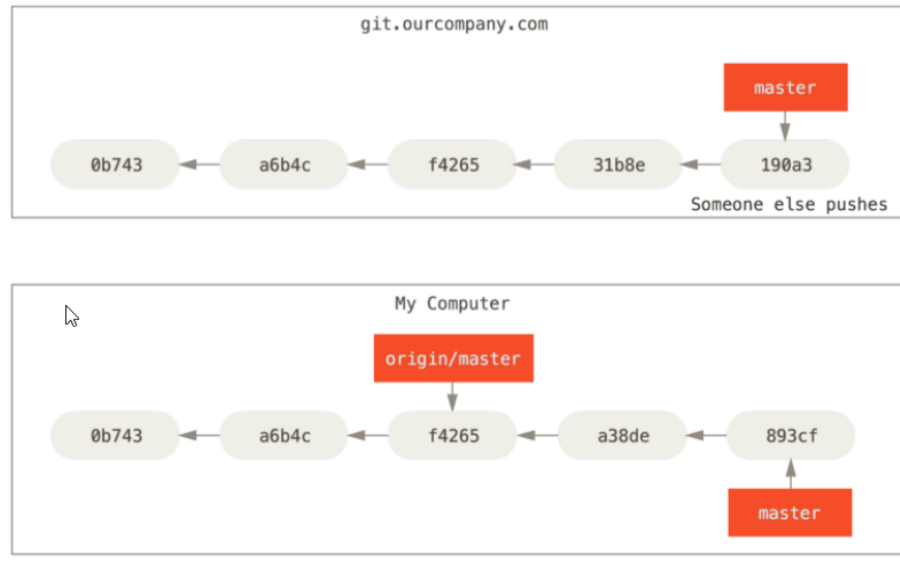 git.ourcompany.com
master
0b743 a6b4c f4265 31b8e 190a3
Someone else pushes
My Computer
origin/master
0b743 a6b4c f4265 a38de 893cf
master